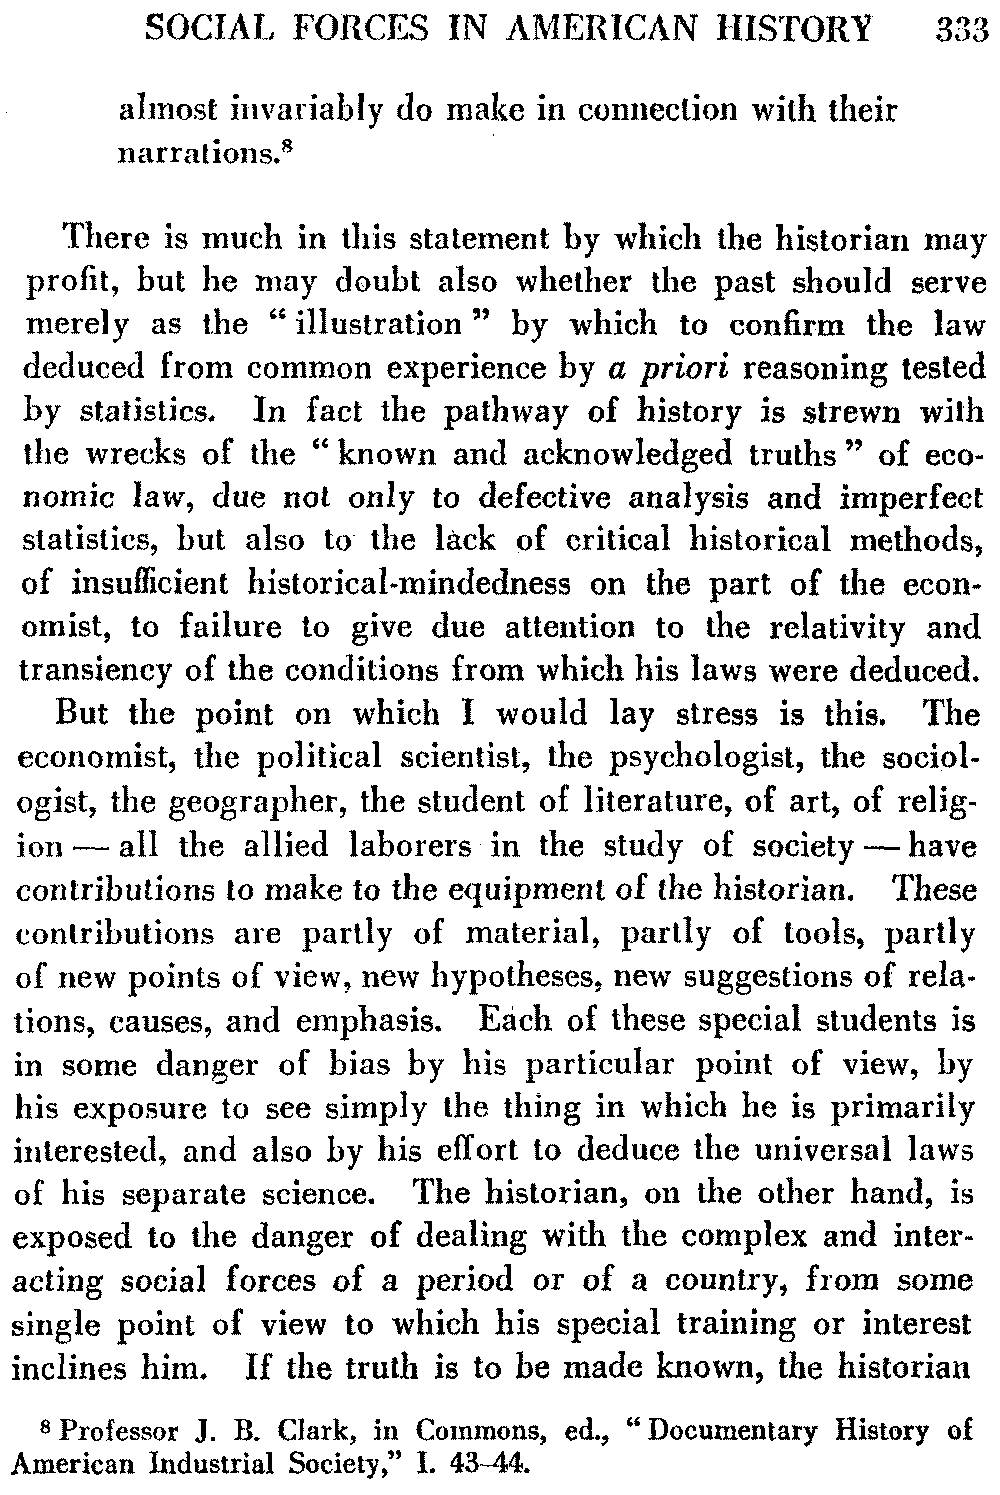 SOCIAL FORCES IN AMERICAN HISTORY 333
almost invariably do make in connection with their
narrations.⁸
There is much in this statement by which the historian may
profit, but he may doubt also whether the past should serve
merely as the “ illustration ” by which to confirm the law
deduced from common experience by a priori reasoning tested
by statistics. In fact the pathway of history is strewn with
the wrecks of the “ known and acknowledged truths ” of eco-
nomic law, due not only to defective analysis and imperfect
statistics, but also to the lack of critical historical methods,
of insufficient historical-mindedness on the part of the econ-
omist, to failure to give due attention to the relativity and
transiency of the conditions from which his laws were deduced.
But the point on which I would lay stress is this. The
economist, the political scientist, the psychologist, the sociol-
ogist, the geographer, the student of literature, of art, of relig-
ion — all the allied laborers in the study of society — have
contributions to make to the equipment of the historian. These
contributions are partly of material, partly of tools, partly
of new points of view, new hypotheses, new suggestions of rela-
tions, causes, and emphasis. Each of these special students is
in some danger of bias by his particular point of view, by
his exposure to see simply the thing in which he is primarily
interested, and also by his effort to deduce the universal laws
of his separate science. The historian, on the other hand, is
exposed to the danger of dealing with the complex and inter-
acting social forces of a period or of a country, from some
single point of view to which his special training or interest
inclines him. If the truth is to be made known, the historian
⁸ Professor J. B. Clark, in Commons, ed., “ Documentary History of
American Industrial Society,” I. 43–44.